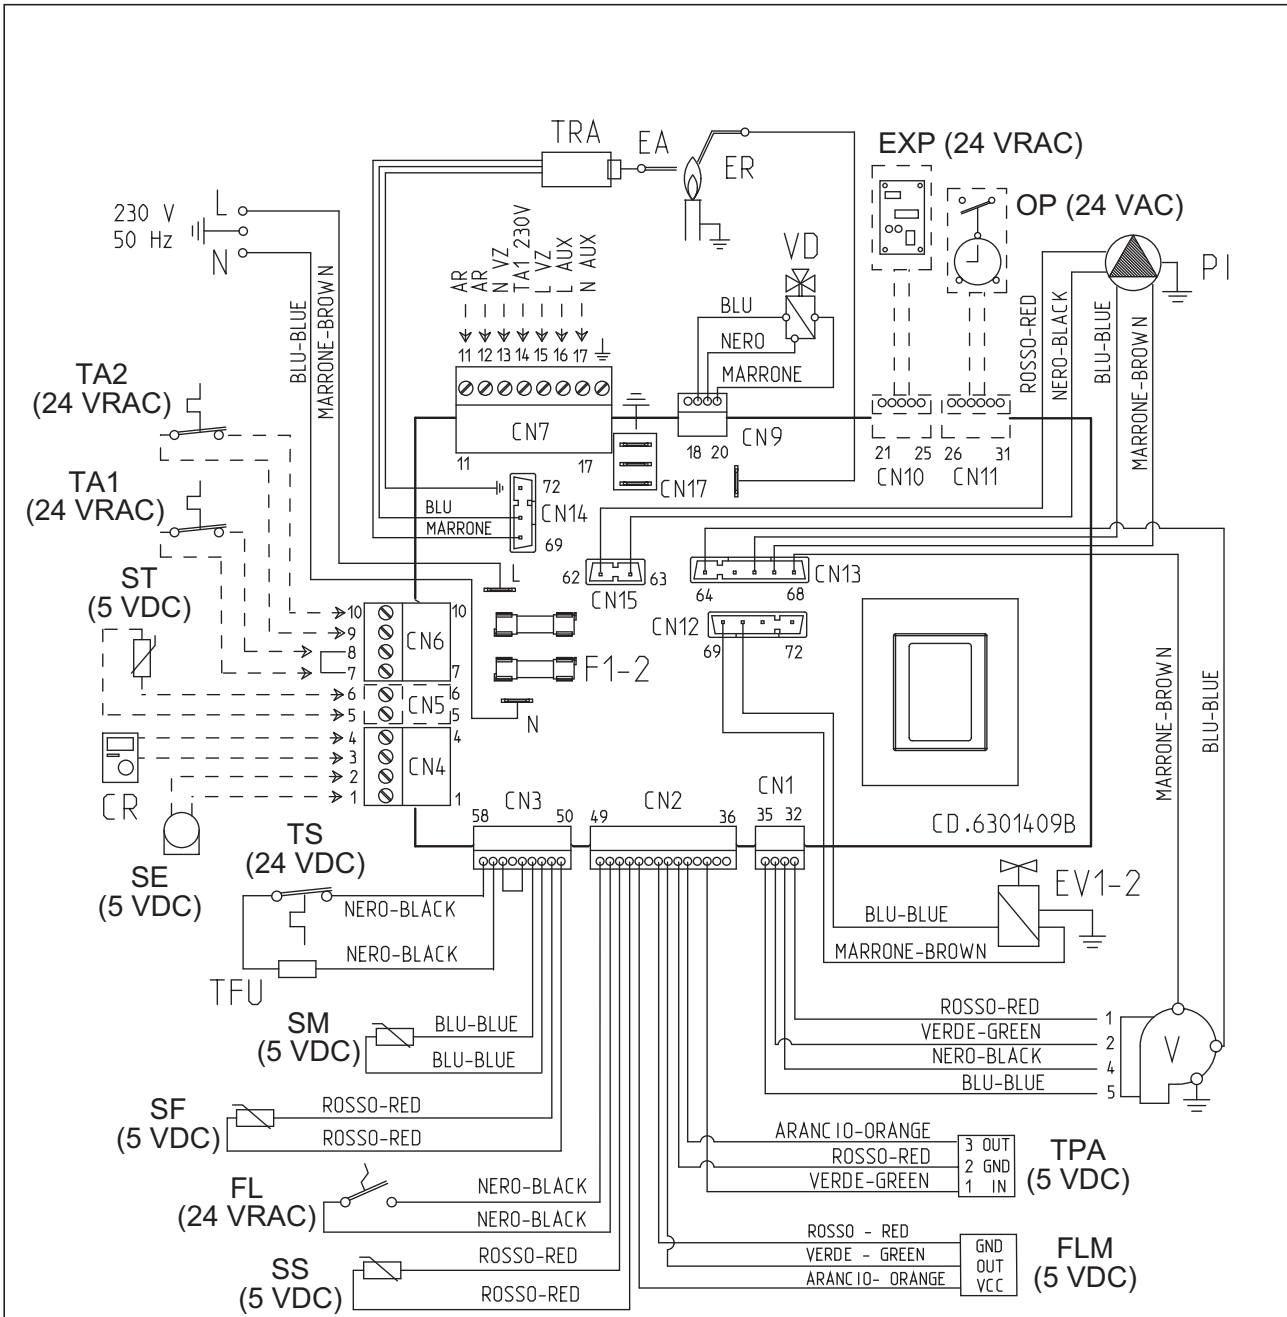 TRA
EA
ER
EXP (24 VRAC)
OP (24 VAC)
230 V
50 Hz
L
N
VD
PI
AR
AR
N VZ
TA1 230V
L VZ
L AUX
N AUX
11 12 13 14 15 16 17
BLU-BLUE
MARRONE-BROWN
BLU
NERO
MARRONE
ROSSO-RED
NERO-BLACK
BLU-BLUE
MARRONE-BROWN
TA2
(24 VRAC)
CN7
11 17
CN9
18 20
CN17
21 25
CN10
26 31
CN11
TA1
(24 VRAC)
72
BLU
CN14
MARRONE
69
ST
(5 VDC)
L
62 63
CN15
64 68
CN13
CN12
69 72
10
9
8
7
CN6
10
7
6
5
CN5
6
5
4
3
2
1
CN4
4
1
F1-2
N
MARRONE-BROWN
BLU-BLUE
CR
SE
(5 VDC)
CN3
58 50
CN2
49 36
CN1
35 32
CD.6301409B
TS
(24 VDC)
NERO-BLACK
NERO-BLACK
TFU
EV1-2
BLU-BLUE
MARRONE-BROWN
SM
(5 VDC)
BLU-BLUE
BLU-BLUE
ROSSO-RED 1
VERDE-GREEN 2
NERO-BLACK 4
BLU-BLUE 5
V
SF
(5 VDC)
ROSSO-RED
ROSSO-RED
ARANCIO-ORANGE 3 OUT
ROSSO-RED 2 GND
VERDE-GREEN 1 IN
TPA
(5 VDC)
FL
(24 VRAC)
NERO-BLACK
NERO-BLACK
ROSSO - RED GND
VERDE - GREEN OUT
ARANCIO- ORANGE VCC
FLM
(5 VDC)
SS
(5 VDC)
ROSSO-RED
ROSSO-RED